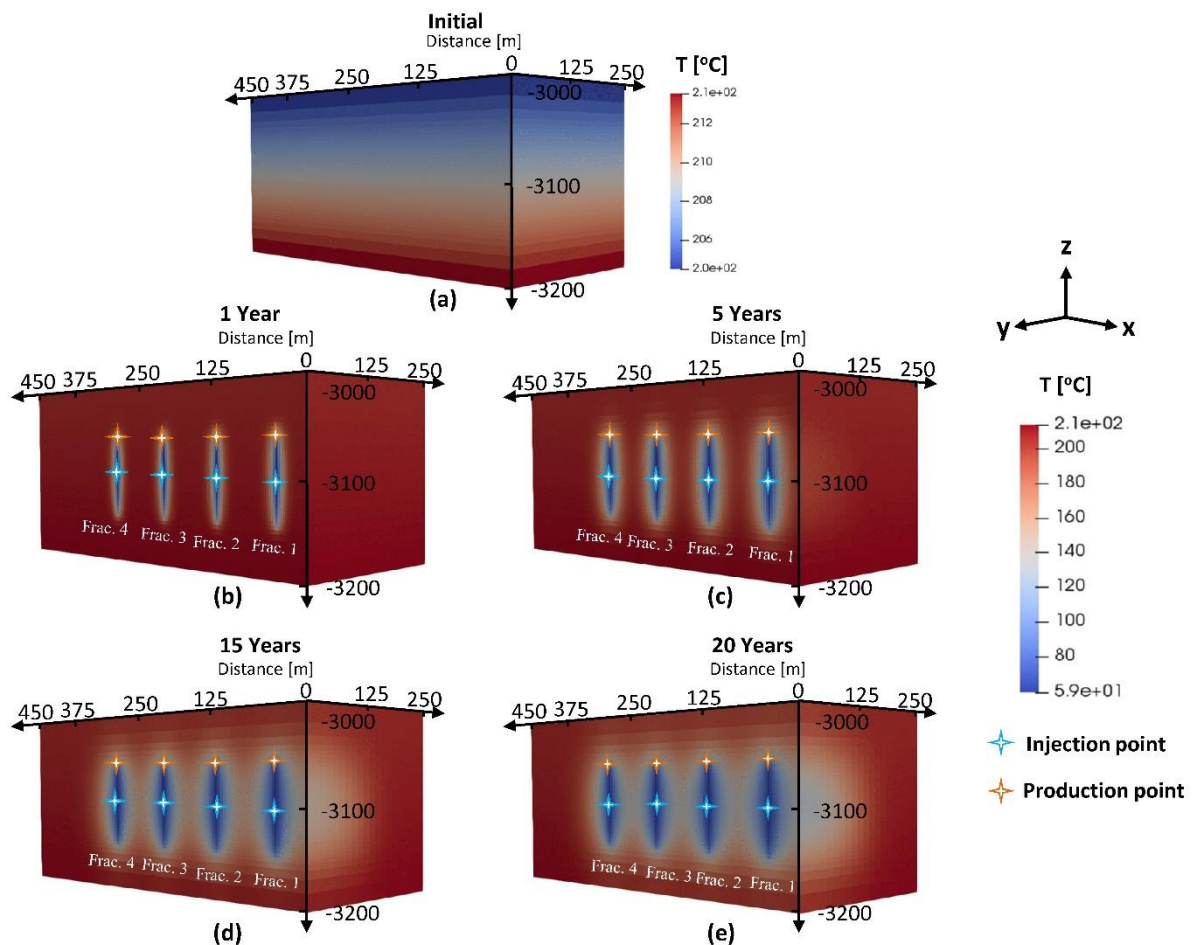 Initial
Distance [m]
450 375 250 125 0 125 250
-3000
-3100
-3200
(a)
T [°C]
2.1e+02
212
210
208
206
2.0e+02
z
y x
1 Year
Distance [m]
450 375 250 125 0 125 250
-3000
-3100
-3200
Frac. 4 Frac. 3 Frac. 2 Frac. 1
(b)
5 Years
Distance [m]
450 375 250 125 0 125 250
-3000
-3100
-3200
Frac. 4 Frac. 3 Frac. 2 Frac. 1
(c)
T [°C]
2.1e+02
200
180
160
140
120
100
80
5.9e+01
Injection point
Production point
15 Years
Distance [m]
450 375 250 125 0 125 250
-3000
-3100
-3200
Frac. 4 Frac. 3 Frac. 2 Frac. 1
(d)
20 Years
Distance [m]
450 375 250 125 0 125 250
-3000
-3100
-3200
Frac. 4 Frac. 3 Frac. 2 Frac. 1
(e)